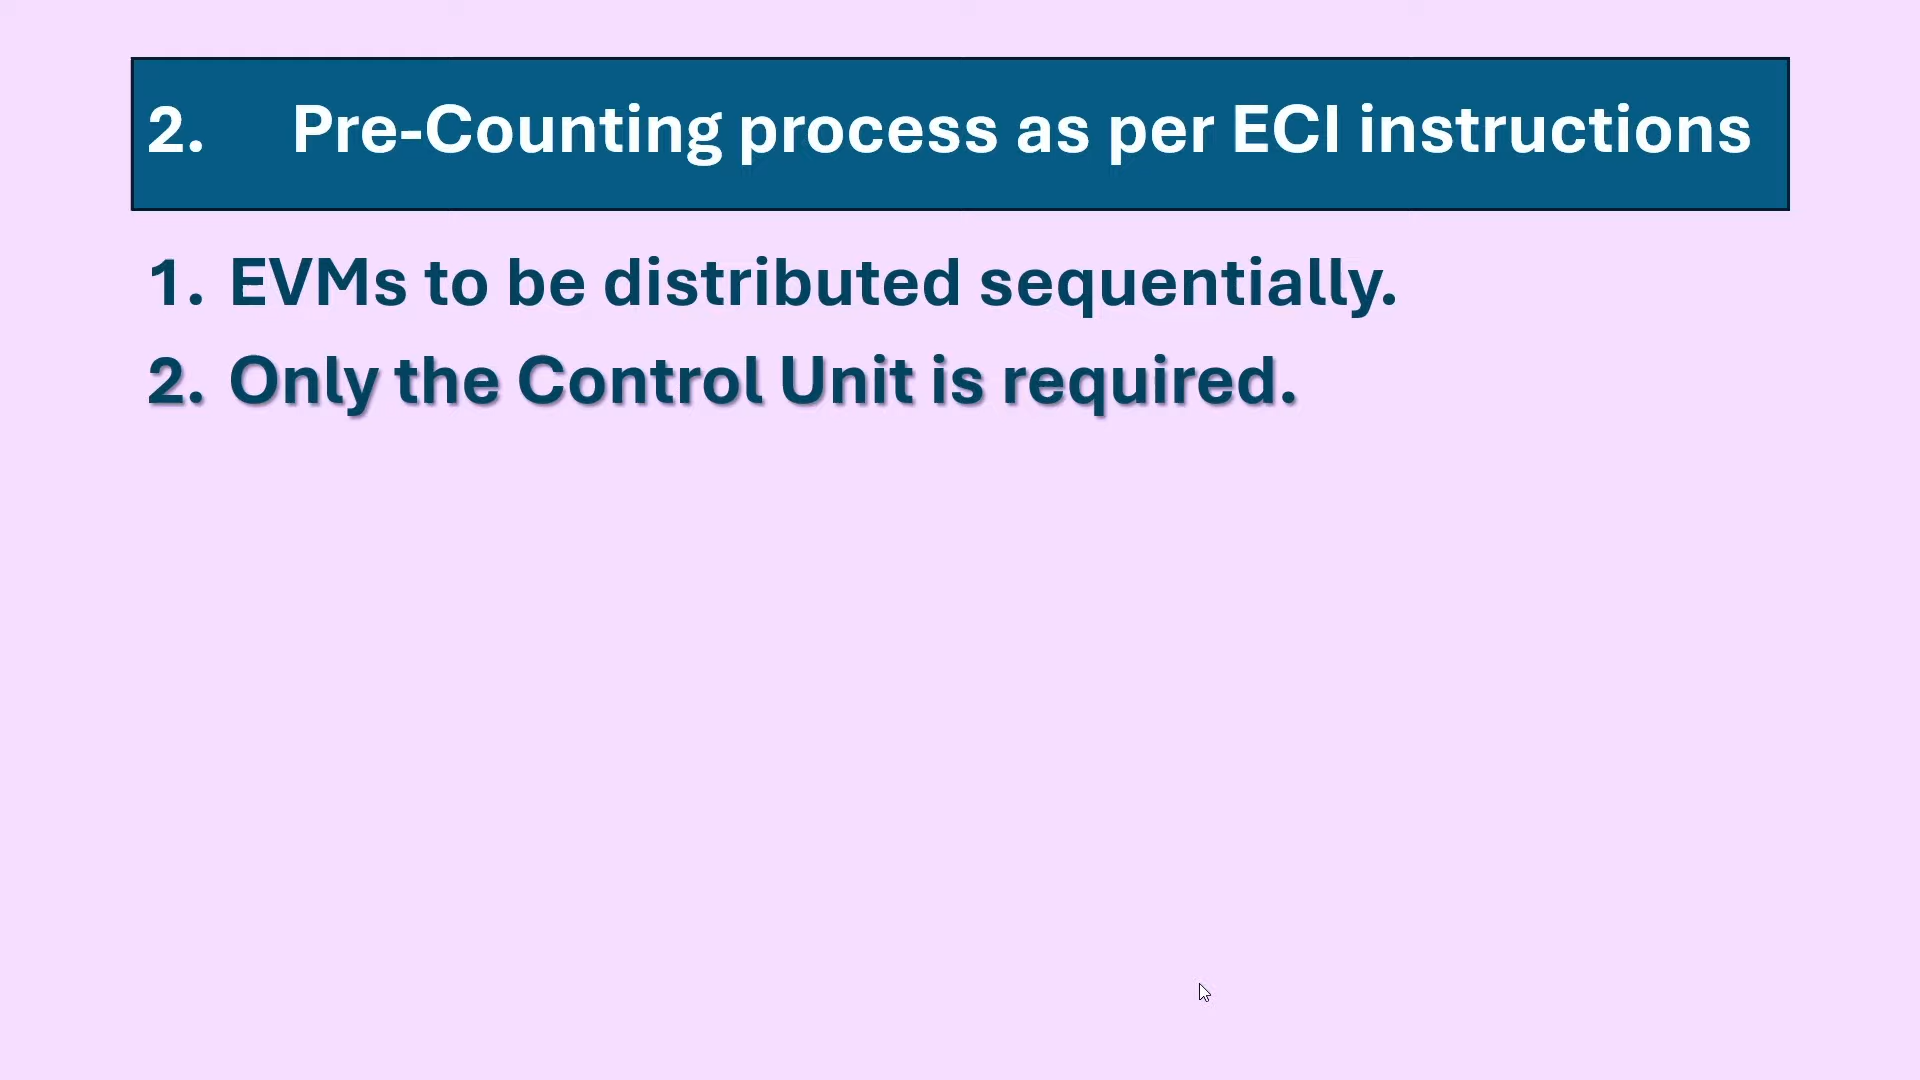 2. Pre-Counting process as per ECI instructions
1. EVMs to be distributed sequentially.
2. Only the Control Unit is required.